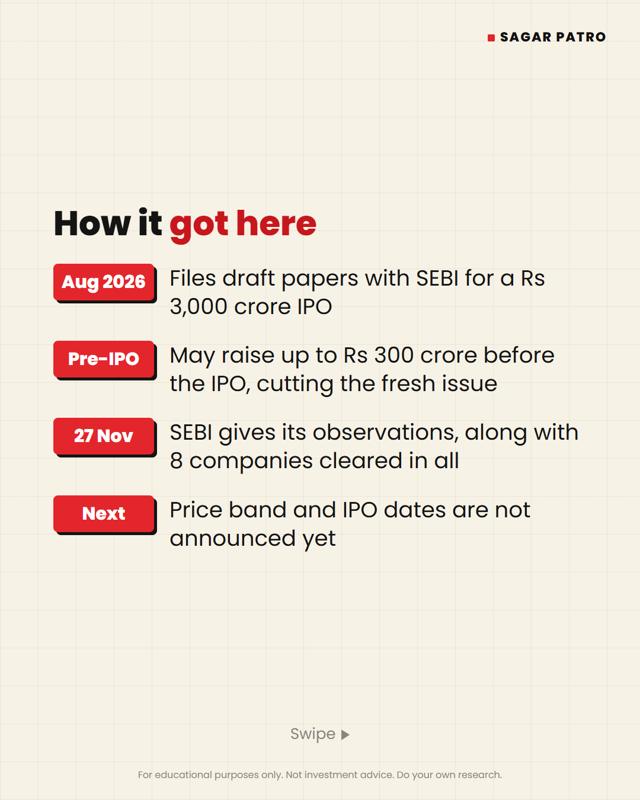 SAGAR PATRO
How it got here
Aug 2026
Files draft papers with SEBI for a Rs
3,000 crore IPO
Pre-IPO
May raise up to Rs 300 crore before
the IPO, cutting the fresh issue
27 Nov
SEBI gives its observations, along with
8 companies cleared in all
Next
Price band and IPO dates are not
announced yet
Swipe
For educational purposes only. Not investment advice. Do your own research.